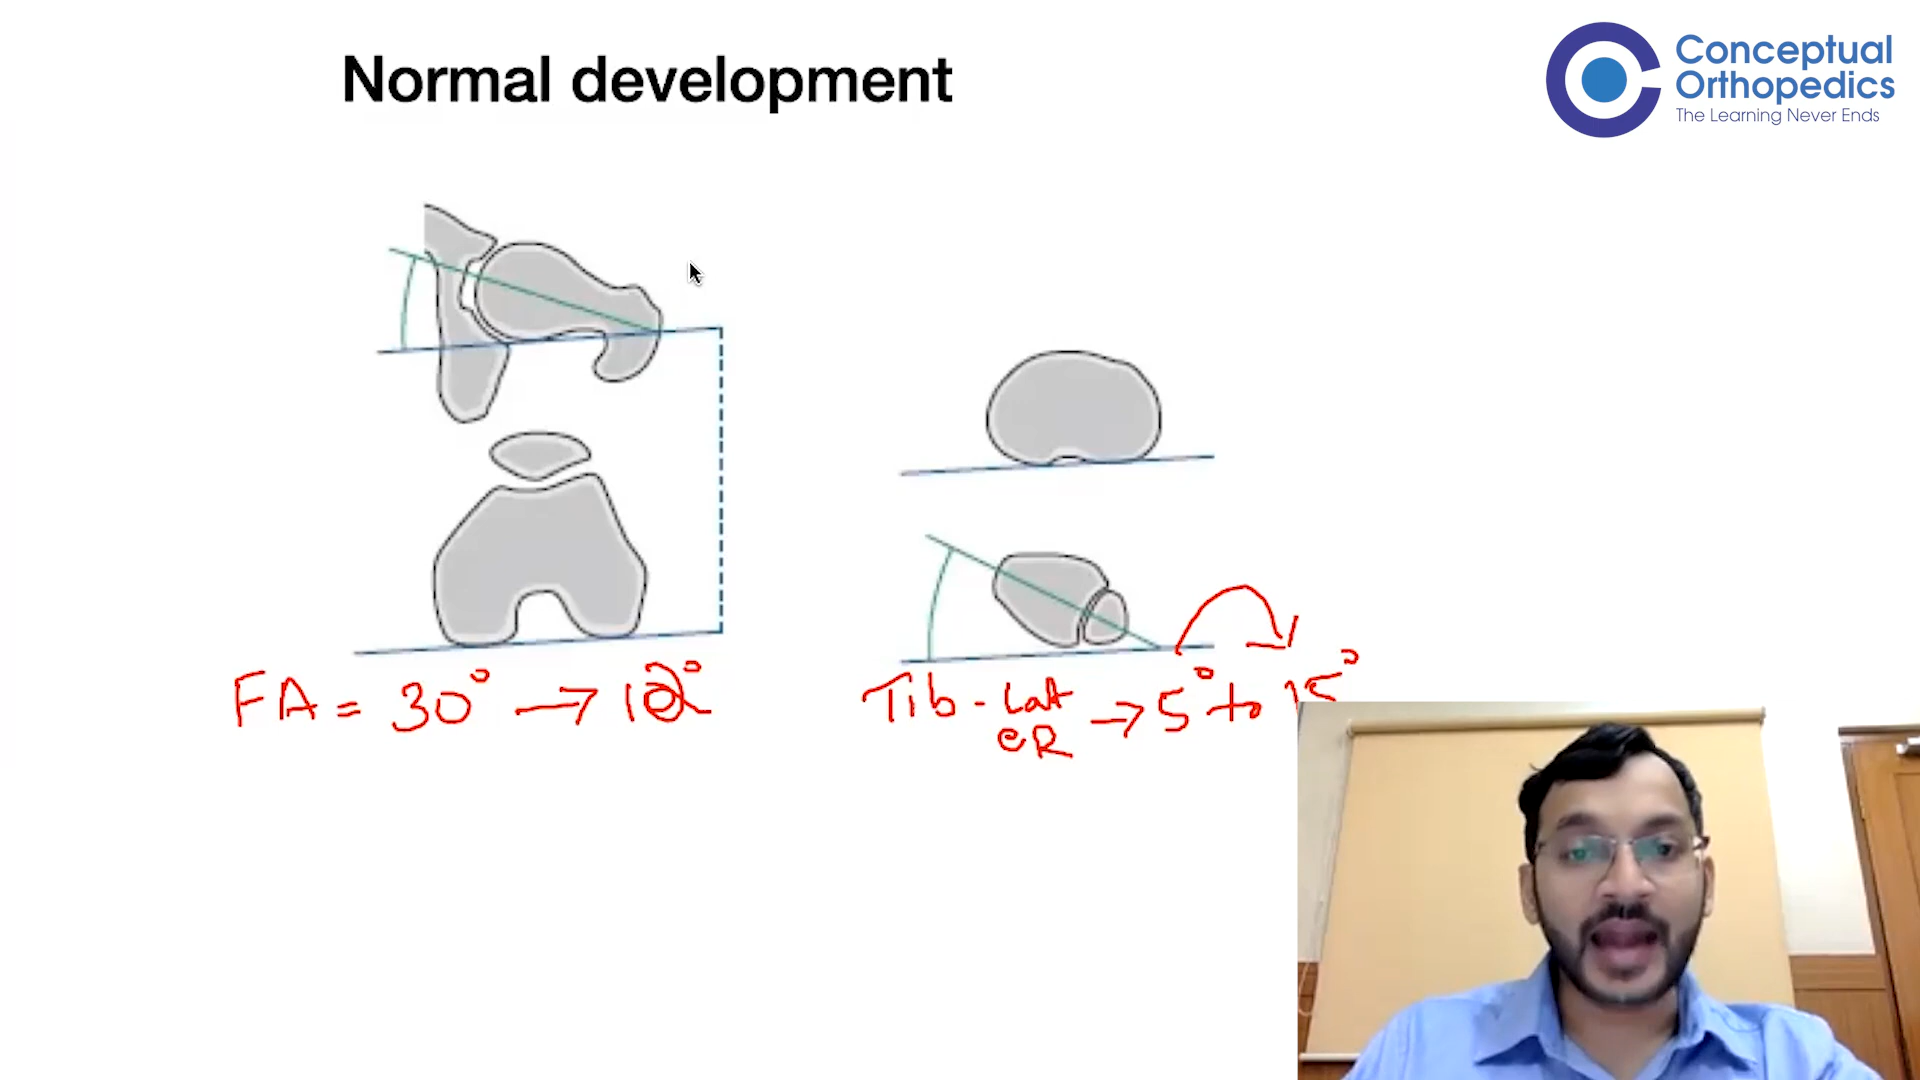 Normal development
Conceptual
Orthopedics
The Learning Never Ends
FA = 30° → 12°
Tib - Lat → 5° to 15°
eR